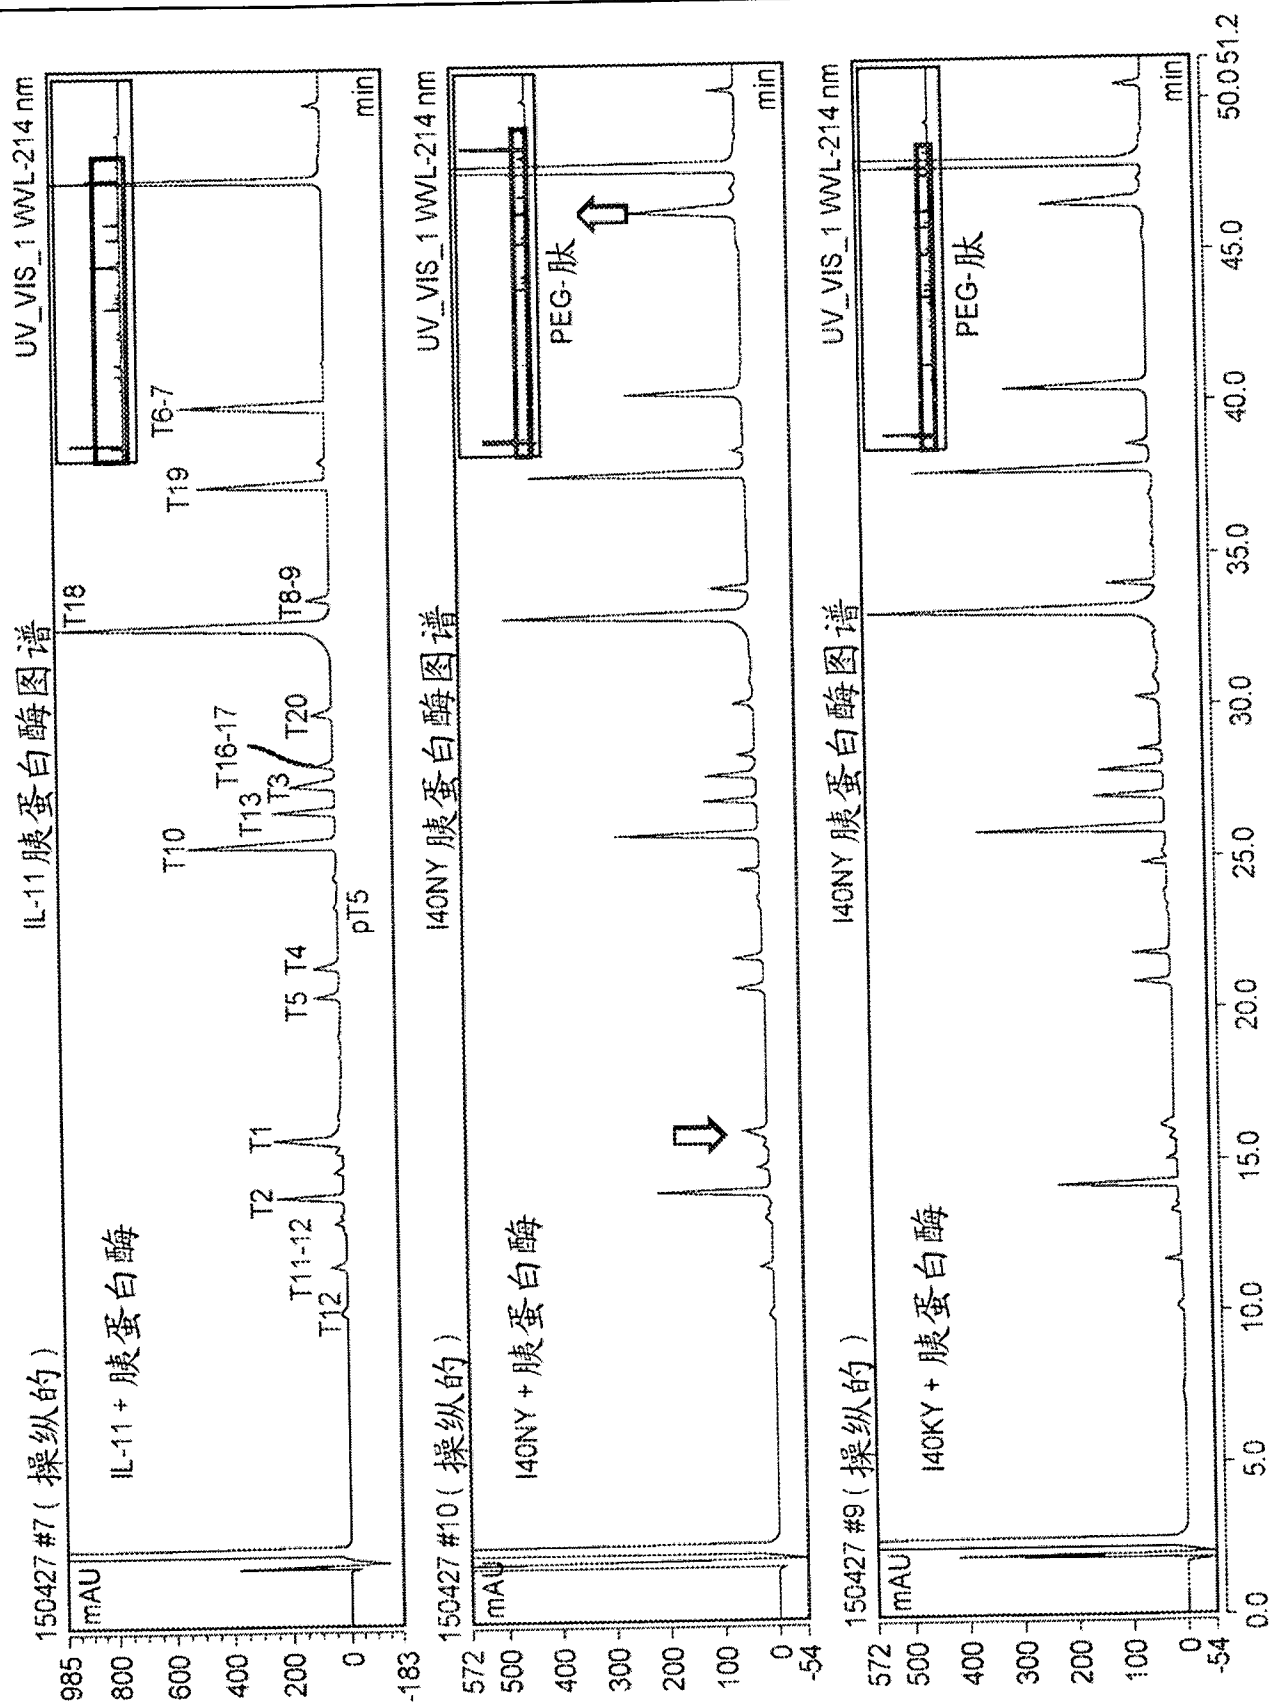 150427 #7 ( 操纵的 )
IL-11 胰蛋白酶图谱
UV_VIS_1 WVL-214 nm
mAU
985
800
600
400
200
0
-183
IL-11 + 胰蛋白酶
T12
T11-12
T2
T1
T5
T4
pT5
T10
T13
T3
T16-17
T20
T18
T8-9
T19
T6-7
min
150427 #10 ( 操纵的 )
I40NY 胰蛋白酶图谱
UV_VIS_1 WVL-214 nm
mAU
572
500
400
300
200
100
0
-54
I40NY + 胰蛋白酶
PEG-肽
min
150427 #9 ( 操纵的 )
I40NY 胰蛋白酶图谱
UV_VIS_1 WVL-214 nm
mAU
572
500
400
300
200
100
0
-54
I40KY + 胰蛋白酶
PEG-肽
min
0.0 5.0 10.0 15.0 20.0 25.0 30.0 35.0 40.0 45.0 50.0 51.2